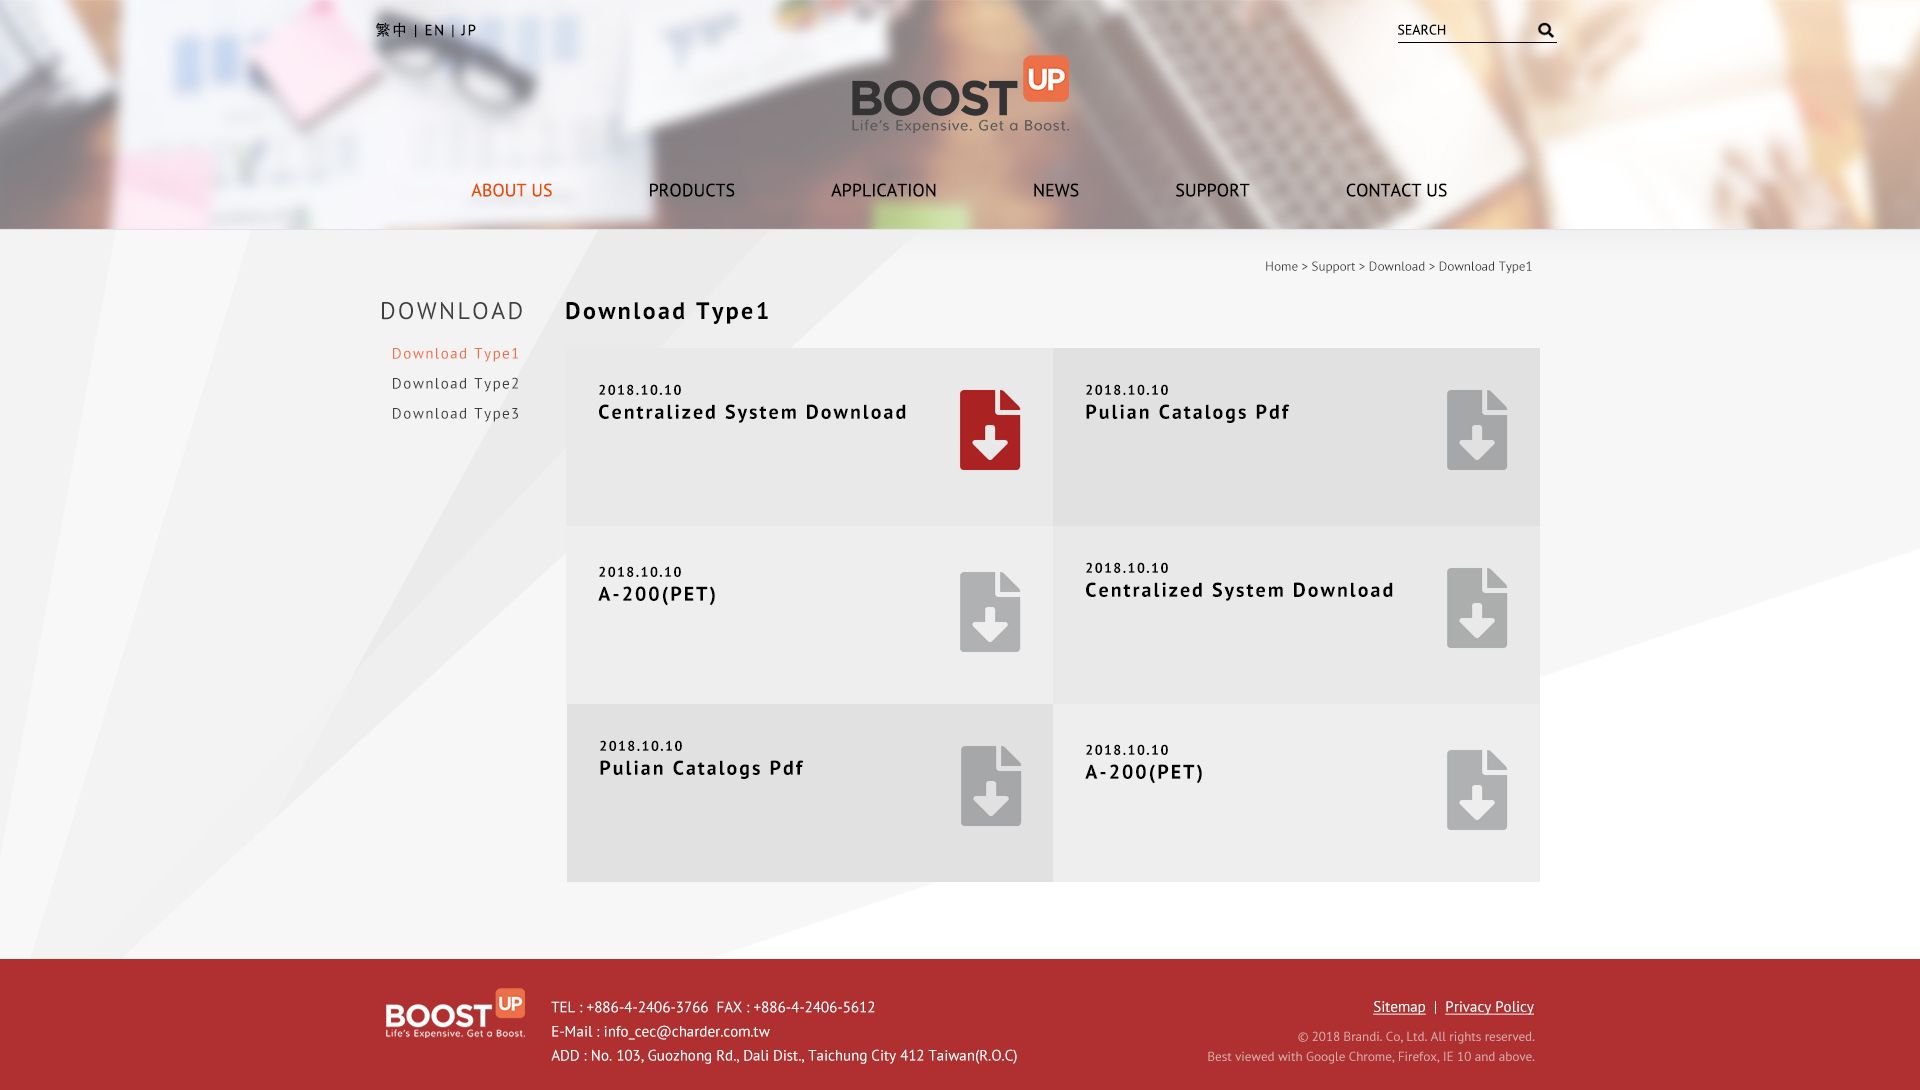 繁中 | EN | JP
SEARCH
BOOST UP
Life's Expensive. Get a Boost.
ABOUT US
PRODUCTS
APPLICATION
NEWS
SUPPORT
CONTACT US
Home > Support > Download > Download Type1
DOWNLOAD
Download Type1
Download Type2
Download Type3
Download Type1
2018.10.10
Centralized System Download
2018.10.10
Pulian Catalogs Pdf
2018.10.10
A-200(PET)
2018.10.10
Centralized System Download
2018.10.10
Pulian Catalogs Pdf
2018.10.10
A-200(PET)
BOOST UP
Life's Expensive. Get a Boost.
TEL : +886-4-2406-3766 FAX : +886-4-2406-5612
E-Mail : info_cec@charder.com.tw
ADD : No. 103, Guozhong Rd., Dali Dist., Taichung City 412 Taiwan(R.O.C)
Sitemap | Privacy Policy
© 2018 Brandi. Co, Ltd. All rights reserved.
Best viewed with Google Chrome, Firefox, IE 10 and above.